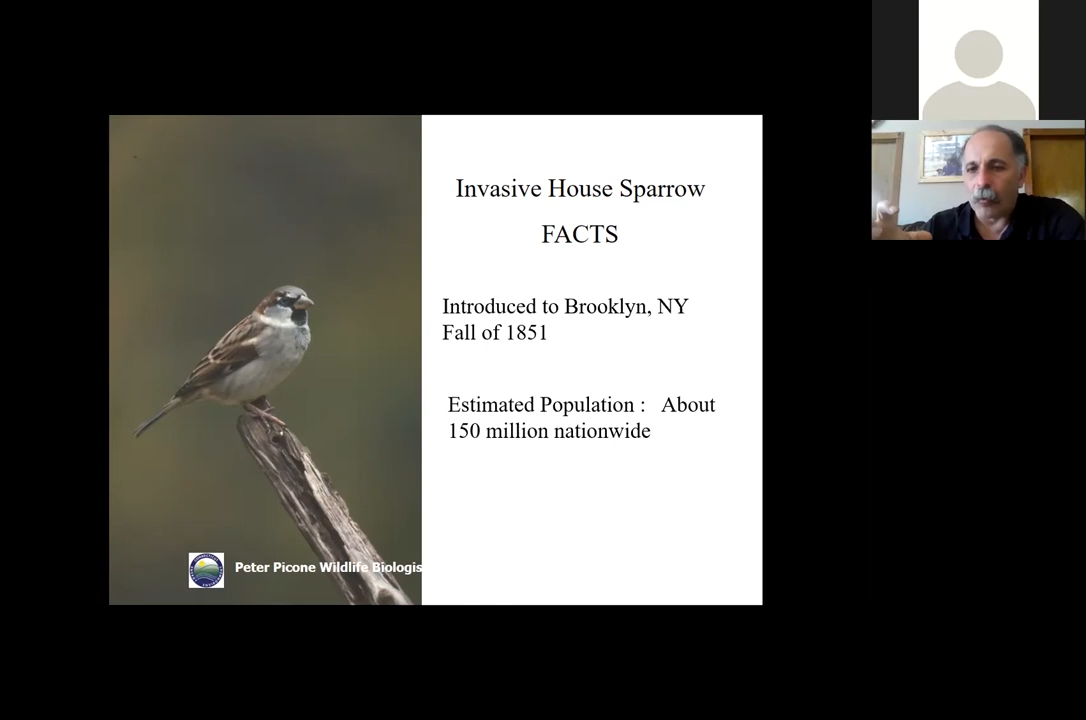 Invasive House Sparrow
FACTS
Introduced to Brooklyn, NY
Fall of 1851
Estimated Population : About
150 million nationwide
Peter Picone Wildlife Biologis